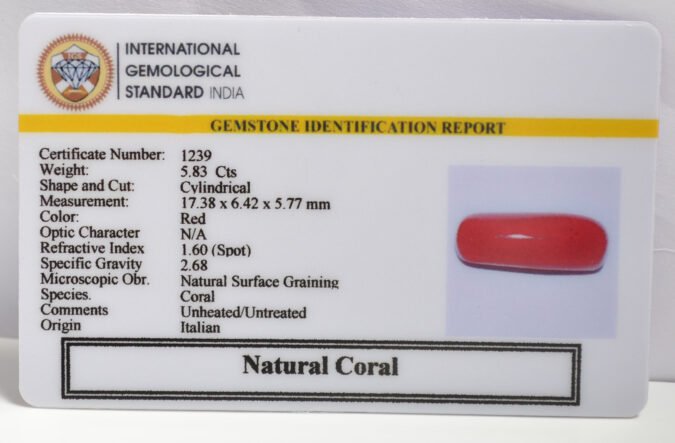 IGS
INTERNATIONAL
GEMOLOGICAL
STANDARD INDIA
GEMSTONE IDENTIFICATION REPORT
Certificate Number: 1239
Weight: 5.83 Cts
Shape and Cut: Cylindrical
Measurement: 17.38 x 6.42 x 5.77 mm
Color: Red
Optic Character N/A
Refractive Index 1.60 (Spot)
Specific Gravity 2.68
Microscopic Obr. Natural Surface Graining
Species. Coral
Comments Unheated/Untreated
Origin Italian
Natural Coral